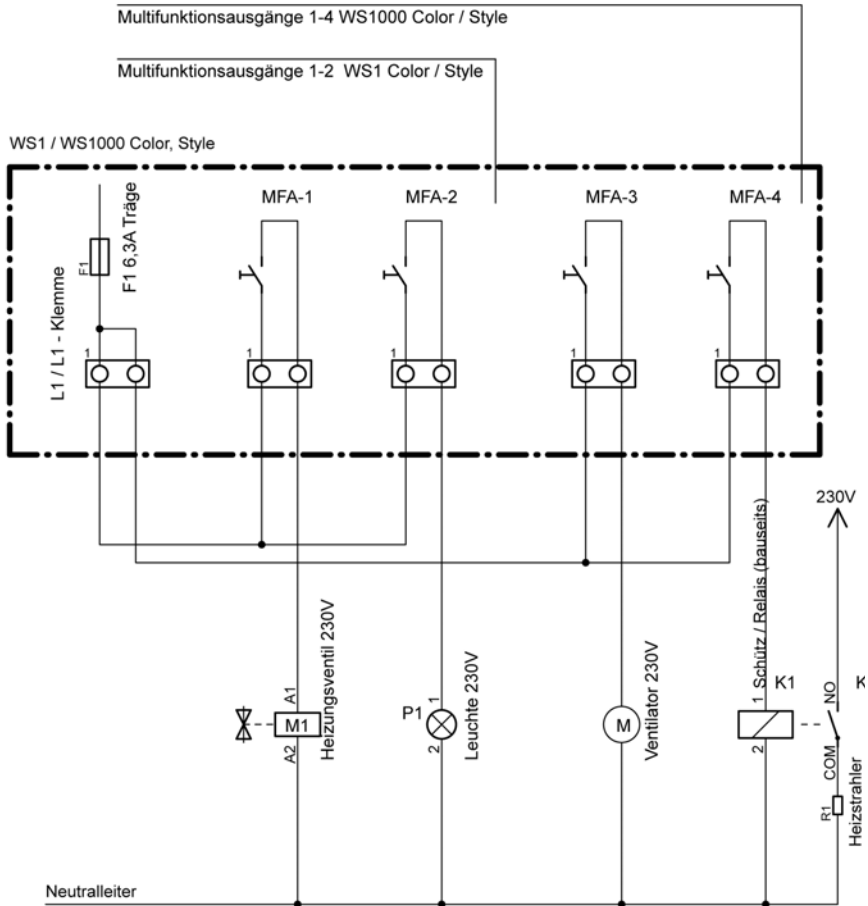 Multifunktionsausgänge 1-4 WS1000 Color / Style
Multifunktionsausgänge 1-2 WS1 Color / Style
WS1 / WS1000 Color, Style
MFA-1
MFA-2
MFA-3
MFA-4
F1
F1 6,3A Träge
L1 / L1 - Klemme
1
1
1
1
1
230V
Schütz / Relais (bauseits)
Heizungsventil 230V
A1
M1
A2
P1
1
2
Leuchte 230V
M
Ventilator 230V
1
K1
2
NO
K
COM
R1
Heizstrahler
Neutralleiter